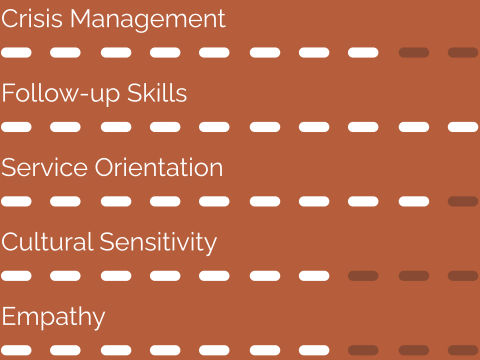 Crisis Management
Follow-up Skills
Service Orientation
Cultural Sensitivity
Empathy